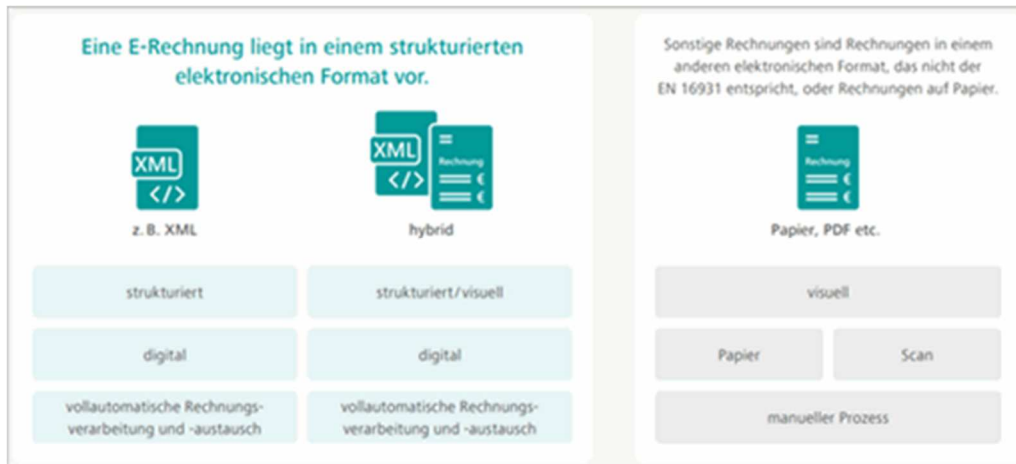 Eine E-Rechnung liegt in einem strukturierten
elektronischen Format vor.
XML
</>
z. B. XML
XML
</>
Rechnung
€
€
hybrid
strukturiert
strukturiert/visuell
digital
digital
vollautomatische Rechnungs-
verarbeitung und -austausch
vollautomatische Rechnungs-
verarbeitung und -austausch
Sonstige Rechnungen sind Rechnungen in einem
anderen elektronischen Format, das nicht der
EN 16931 entspricht, oder Rechnungen auf Papier.
Rechnung
€
€
Papier, PDF etc.
visuell
Papier
Scan
manueller Prozess